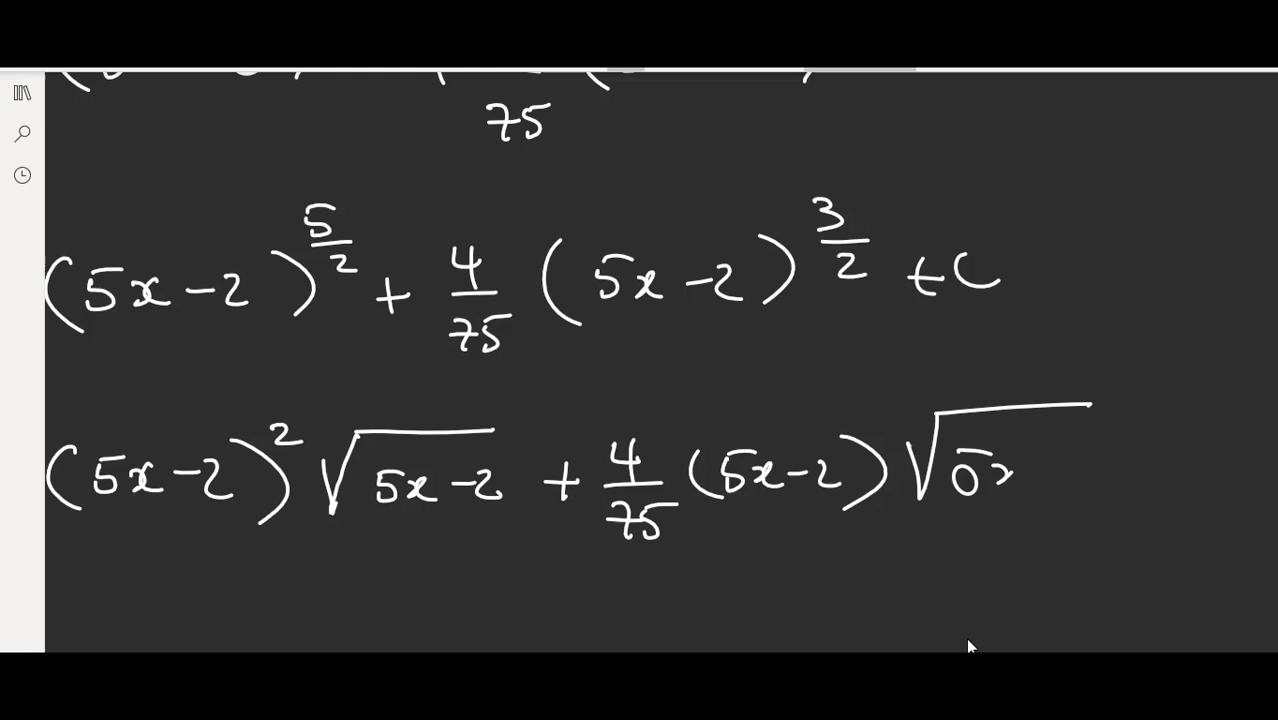 75
(5x-2)^{5/2} + 4/75 (5x-2)^{3/2} + C
(5x-2)^2 √(5x-2) + 4/75 (5x-2) √5x